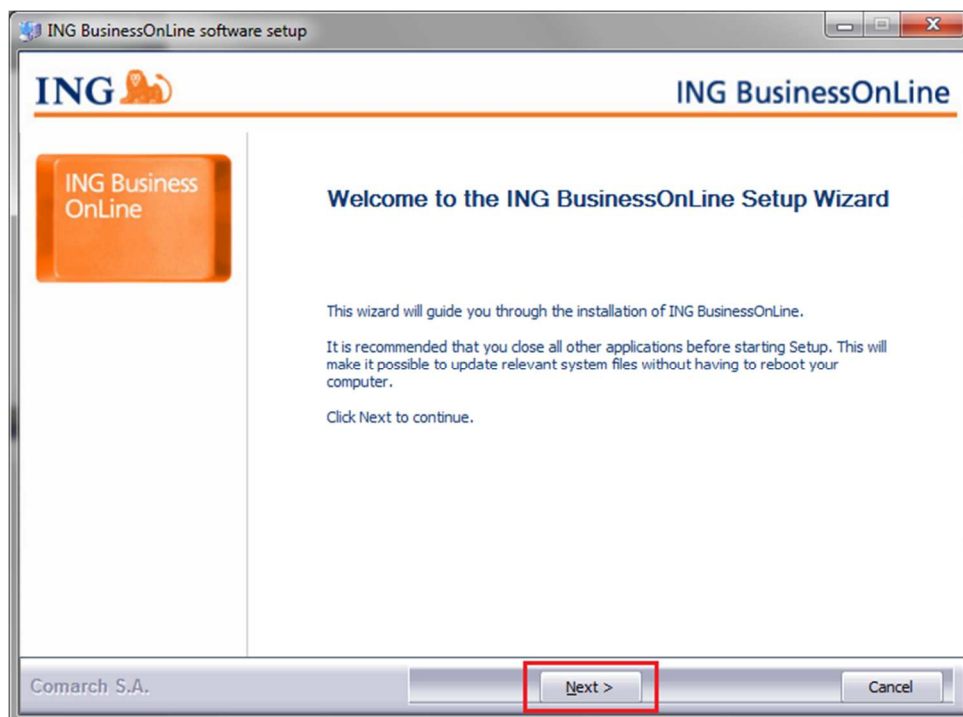 ING BusinessOnLine software setup
ING
ING BusinessOnLine
ING Business
OnLine
Welcome to the ING BusinessOnLine Setup Wizard
This wizard will guide you through the installation of ING BusinessOnLine.
It is recommended that you close all other applications before starting Setup. This will
make it possible to update relevant system files without having to reboot your
computer.
Click Next to continue.
Comarch S.A.
Next >
Cancel